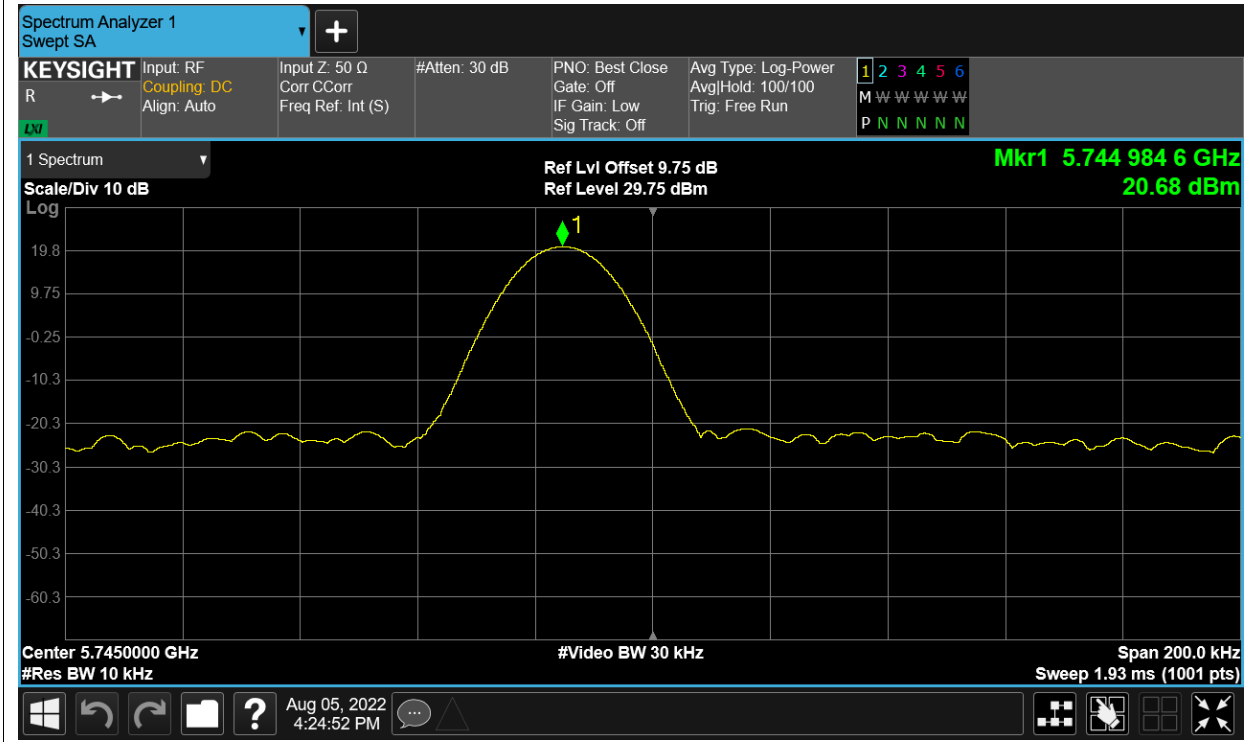 Spectrum Analyzer 1
Swept SA
KEYSIGHT
R
LXI
Input: RF
Coupling: DC
Align: Auto
Input Z: 50 Ω
Corr CCorr
Freq Ref: Int (S)
#Atten: 30 dB
PNO: Best Close
Gate: Off
IF Gain: Low
Sig Track: Off
Avg Type: Log-Power
Avg|Hold: 100/100
Trig: Free Run
1 2 3 4 5 6
M W W W W W
P N N N N N
1 Spectrum
Scale/Div 10 dB
Ref Lvl Offset 9.75 dB
Ref Level 29.75 dBm
Mkr1 5.744 984 6 GHz
20.68 dBm
Log
1
19.8
9.75
-0.25
-10.3
-20.3
-30.3
-40.3
-50.3
-60.3
Center 5.7450000 GHz
#Res BW 10 kHz
#Video BW 30 kHz
Span 200.0 kHz
Sweep 1.93 ms (1001 pts)
?
Aug 05, 2022
4:24:52 PM